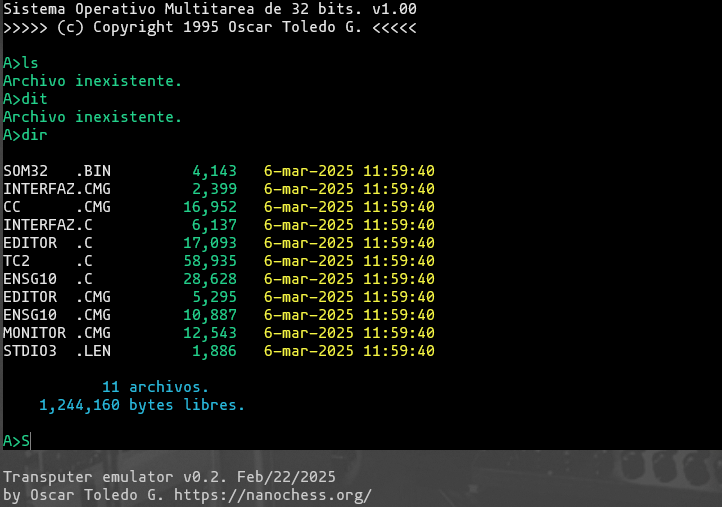 Sistema Operativo Multitarea de 32 bits. v1.00
>>>>> (c) Copyright 1995 Oscar Toledo G. <<<<<
A>ls
Archivo inexistente.
A>dit
Archivo inexistente.
A>dir
SOM32   .BIN         4,143   6-mar-2025 11:59:40
INTERFAZ.CMG         2,399   6-mar-2025 11:59:40
CC      .CMG        16,952   6-mar-2025 11:59:40
INTERFAZ.C           6,137   6-mar-2025 11:59:40
EDITOR  .C          17,093   6-mar-2025 11:59:40
TC2     .C          58,935   6-mar-2025 11:59:40
ENSG10  .C          28,628   6-mar-2025 11:59:40
EDITOR  .CMG         5,295   6-mar-2025 11:59:40
ENSG10  .CMG        10,887   6-mar-2025 11:59:40
MONITOR .CMG        12,543   6-mar-2025 11:59:40
STDIO3  .LEN         1,886   6-mar-2025 11:59:40
11 archivos.
1,244,160 bytes libres.
A>S
Transputer emulator v0.2. Feb/22/2025
by Oscar Toledo G. https://nanochess.org/